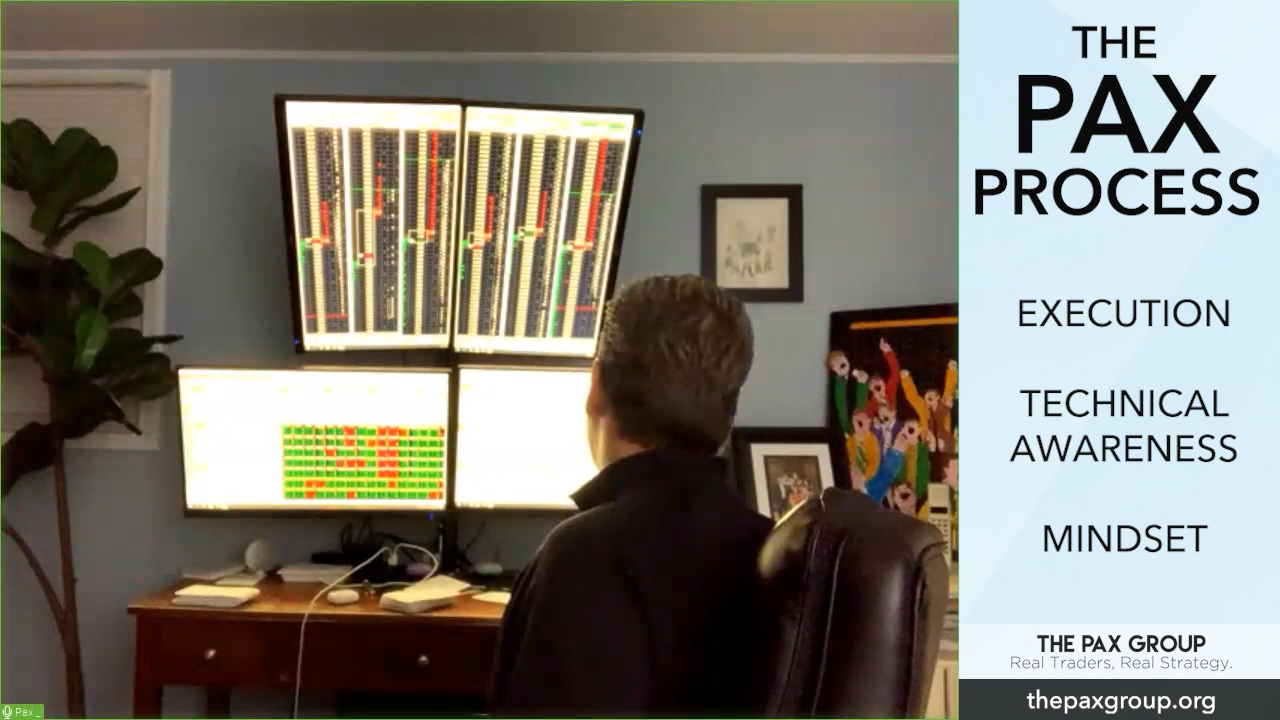 THE
PAX
PROCESS
EXECUTION
TECHNICAL
AWARENESS
MINDSET
THE PAX GROUP
Real Traders, Real Strategy.
thepaxgroup.org
Pax _